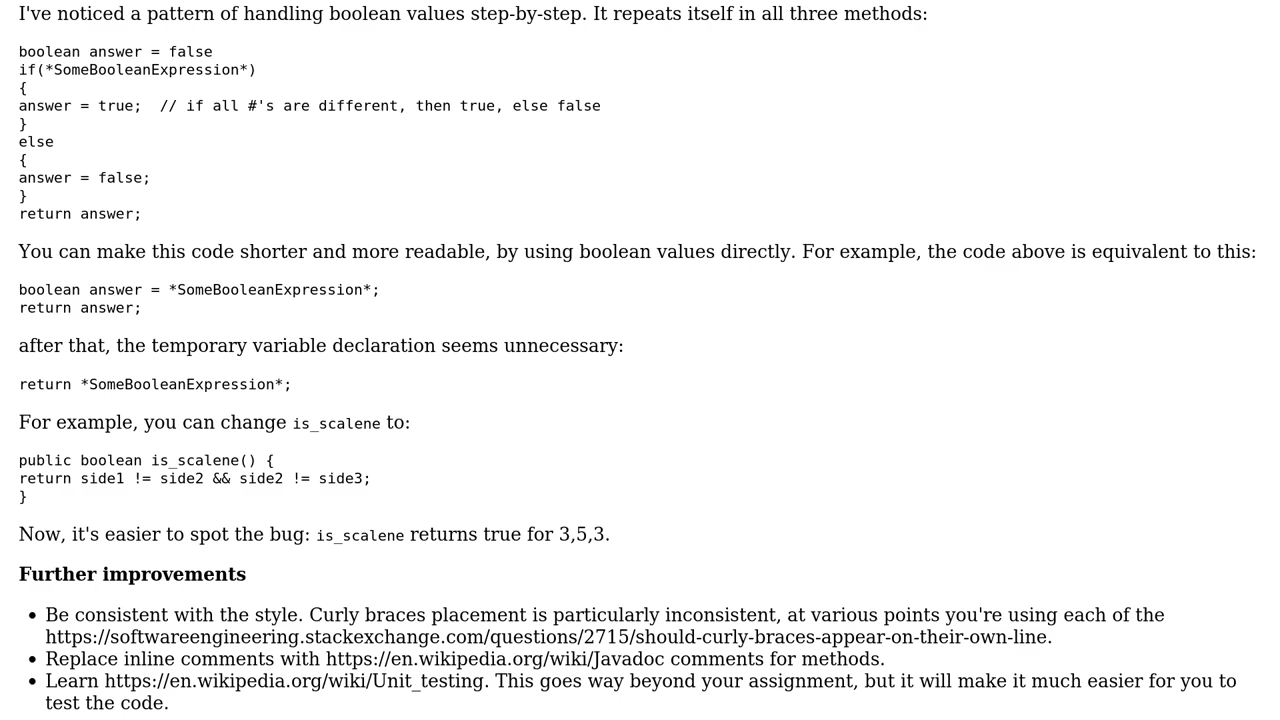 I've noticed a pattern of handling boolean values step-by-step. It repeats itself in all three methods:
boolean answer = false
if(*SomeBooleanExpression*)
{
answer = true;  // if all #'s are different, then true, else false
}
else
{
answer = false;
}
return answer;
You can make this code shorter and more readable, by using boolean values directly. For example, the code above is equivalent to this:
boolean answer = *SomeBooleanExpression*;
return answer;
after that, the temporary variable declaration seems unnecessary:
return *SomeBooleanExpression*;
For example, you can change is_scalene to:
public boolean is_scalene() {
return side1 != side2 && side2 != side3;
}
Now, it's easier to spot the bug: is_scalene returns true for 3,5,3.
Further improvements
• Be consistent with the style. Curly braces placement is particularly inconsistent, at various points you're using each of the
https://softwareengineering.stackexchange.com/questions/2715/should-curly-braces-appear-on-their-own-line.
• Replace inline comments with https://en.wikipedia.org/wiki/Javadoc comments for methods.
• Learn https://en.wikipedia.org/wiki/Unit_testing. This goes way beyond your assignment, but it will make it much easier for you to
test the code.